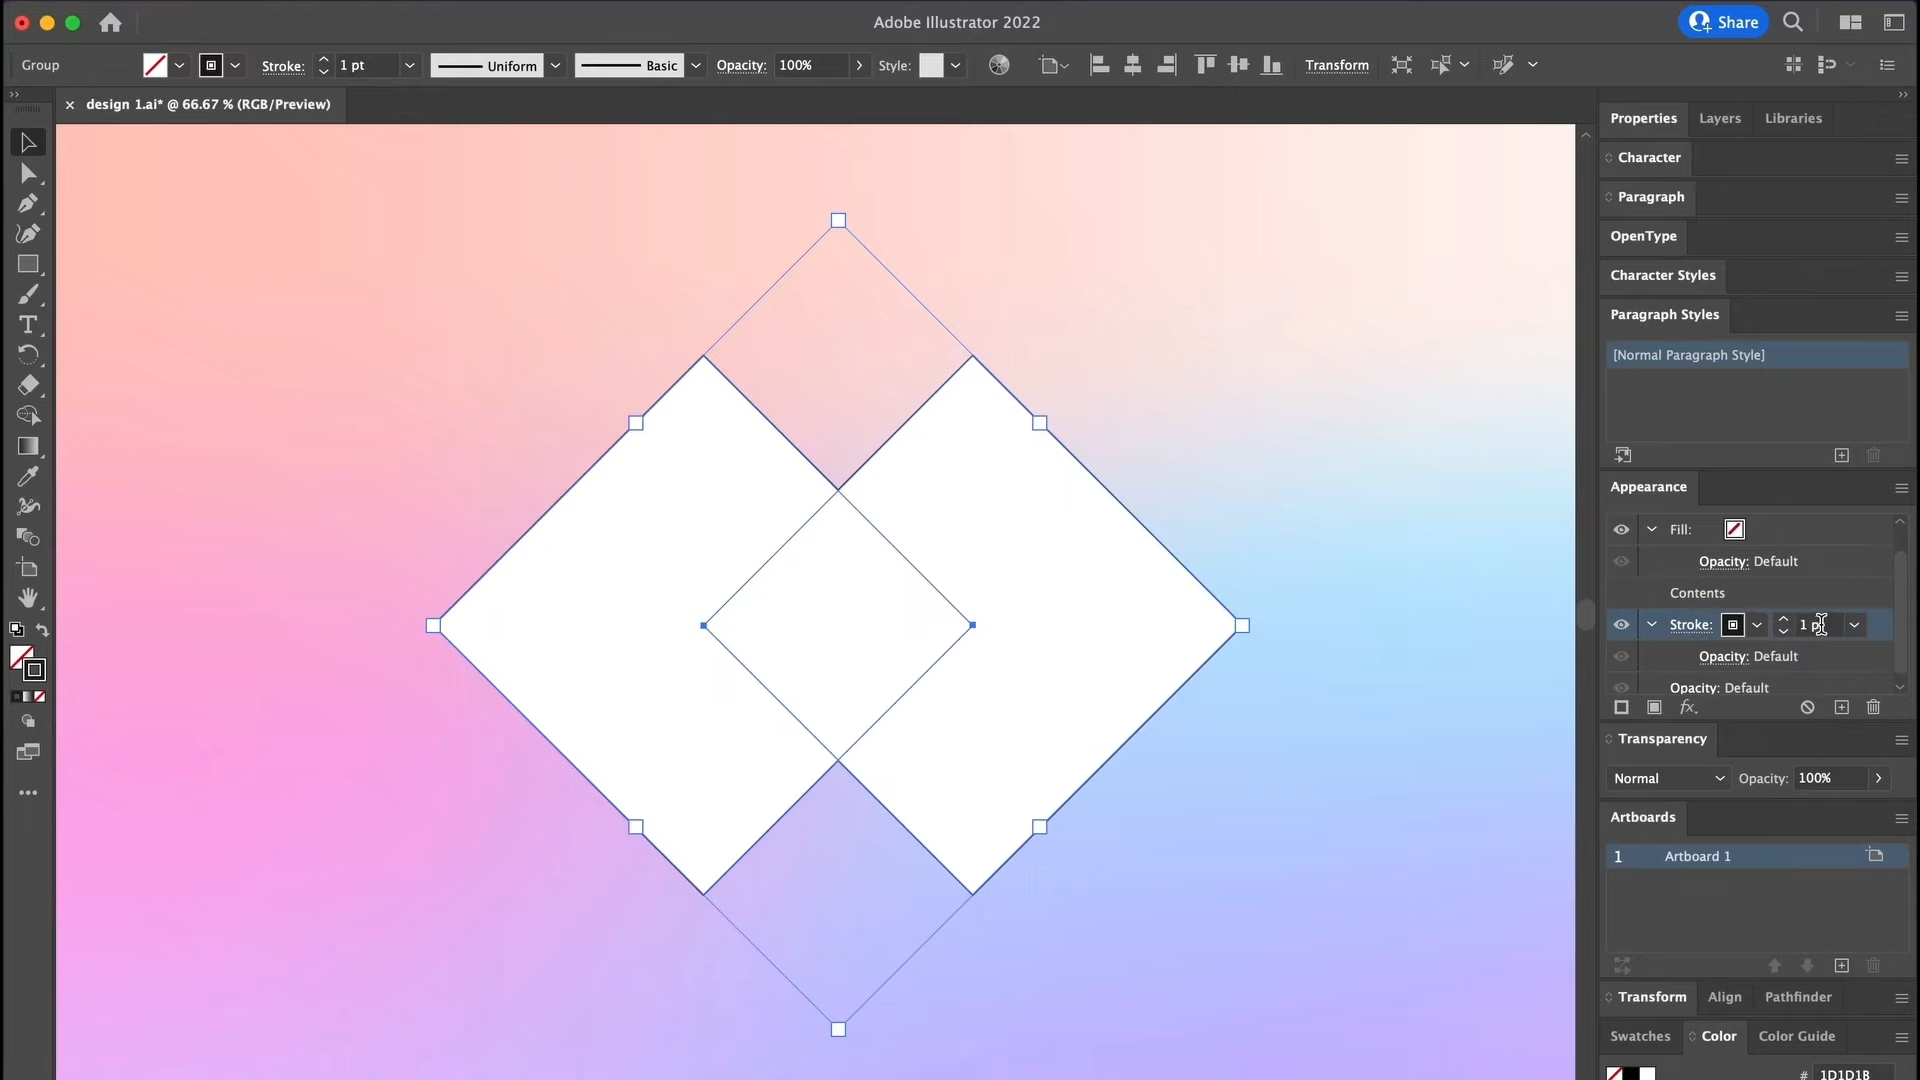 Adobe Illustrator 2022
Share
Group
Stroke:
1 pt
Uniform
Basic
Opacity:
100%
Style:
Transform
design 1.ai* @ 66.67 % (RGB/Preview)
Properties
Layers
Libraries
Character
Paragraph
OpenType
Character Styles
Paragraph Styles
[Normal Paragraph Style]
Appearance
Fill:
Opacity: Default
Contents
Stroke:
1 pt
Opacity: Default
Opacity: Default
fx.
Transparency
Normal
Opacity:
100%
Artboards
1
Artboard 1
Transform
Align
Pathfinder
Swatches
Color
Color Guide
# 1D1D1B